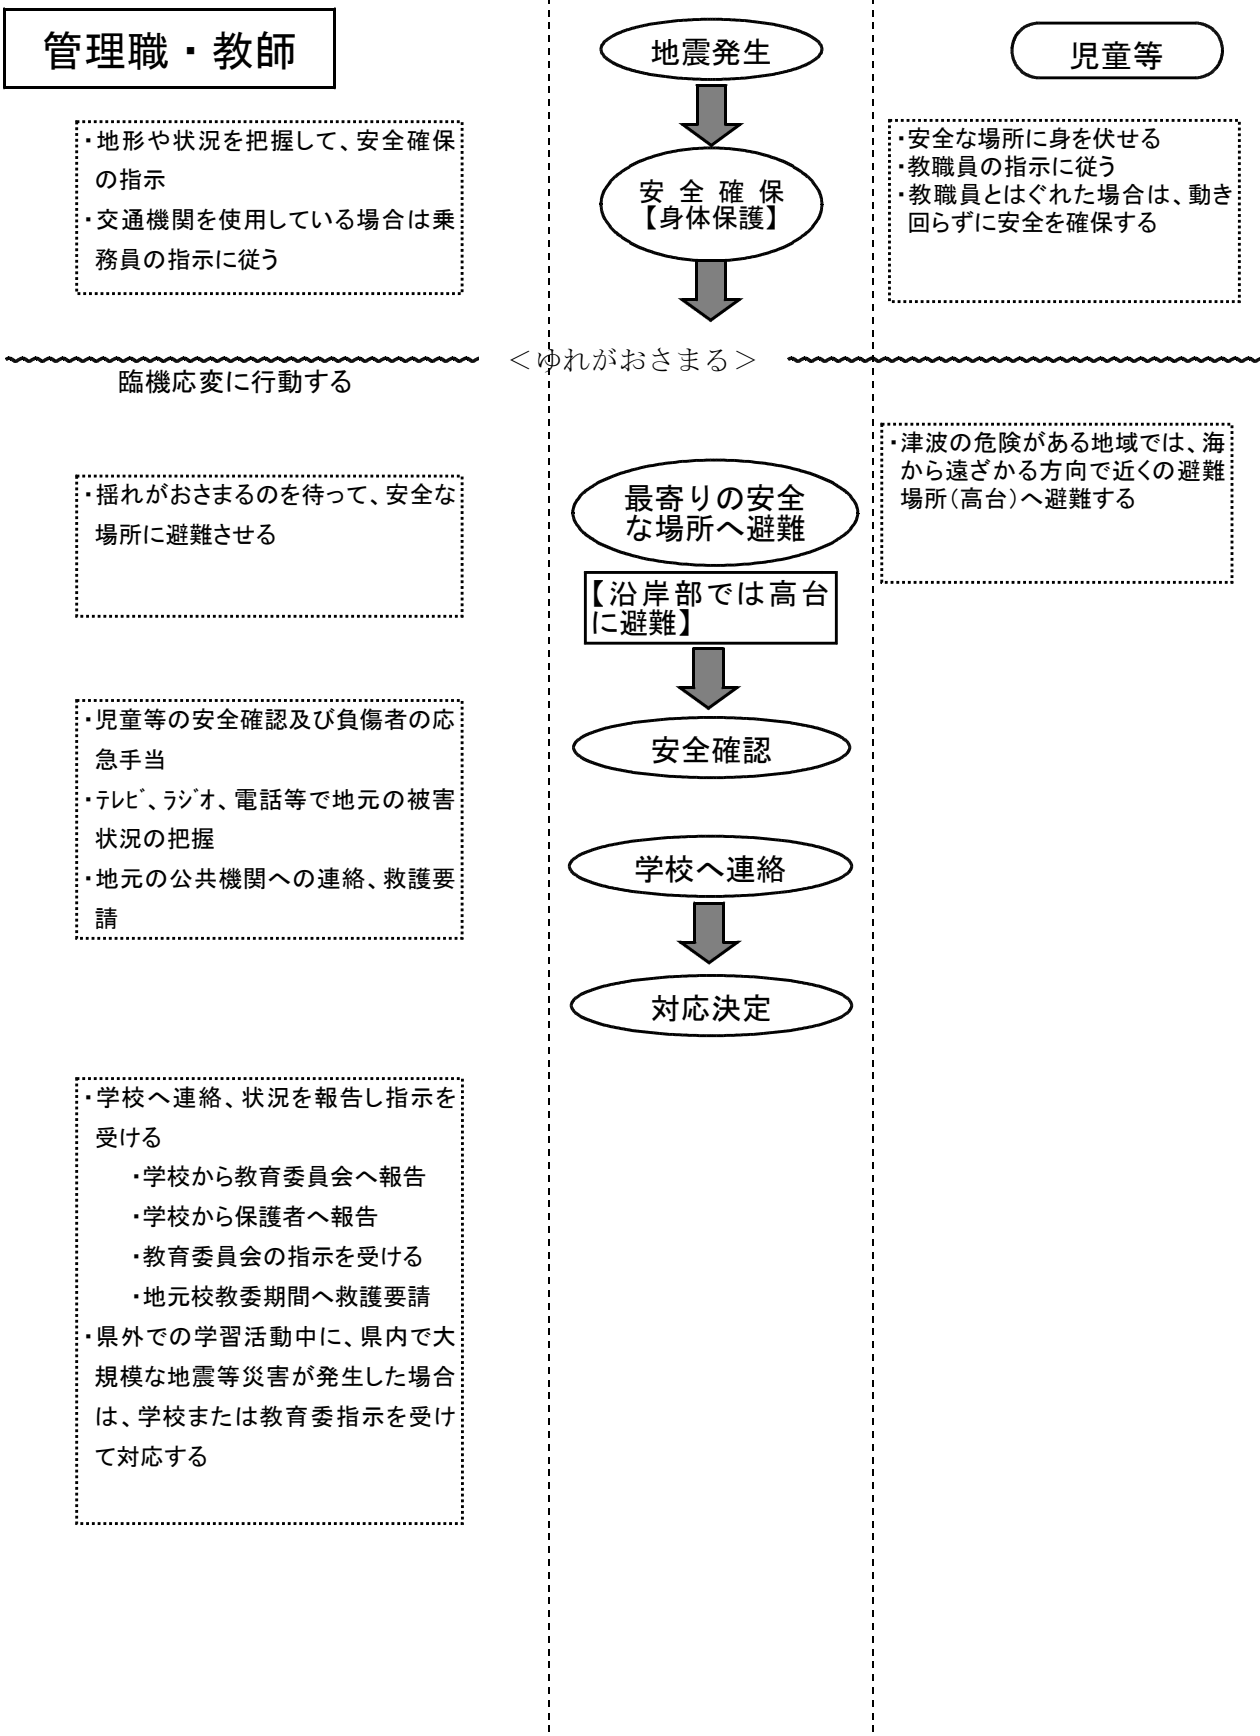 管理職・教師
地震発生
児童等
・地形や状況を把握して、安全確保
の指示
・交通機関を使用している場合は乗
務員の指示に従う
安全確保
【身体保護】
・安全な場所に身を伏せる
・教職員の指示に従う
・教職員とはぐれた場合は、動き
回らずに安全を確保する
＜ゆれがおさまる＞
臨機応変に行動する
・揺れがおさまるのを待って、安全な
場所に避難させる
最寄りの安全
な場所へ避難
【沿岸部では高台
に避難】
・津波の危険がある地域では、海
から遠ざかる方向で近くの避難
場所（高台）へ避難する
・児童等の安全確認及び負傷者の応
急手当
・ﾃﾚﾋﾞ、ﾗｼﾞｵ、電話等で地元の被害
状況の把握
・地元の公共機関への連絡、救護要
請
安全確認
学校へ連絡
対応決定
・学校へ連絡、状況を報告し指示を
受ける
・学校から教育委員会へ報告
・学校から保護者へ報告
・教育委員会の指示を受ける
・地元校教委期間へ救護要請
・県外での学習活動中に、県内で大
規模な地震等災害が発生した場合
は、学校または教育委指示を受け
て対応する